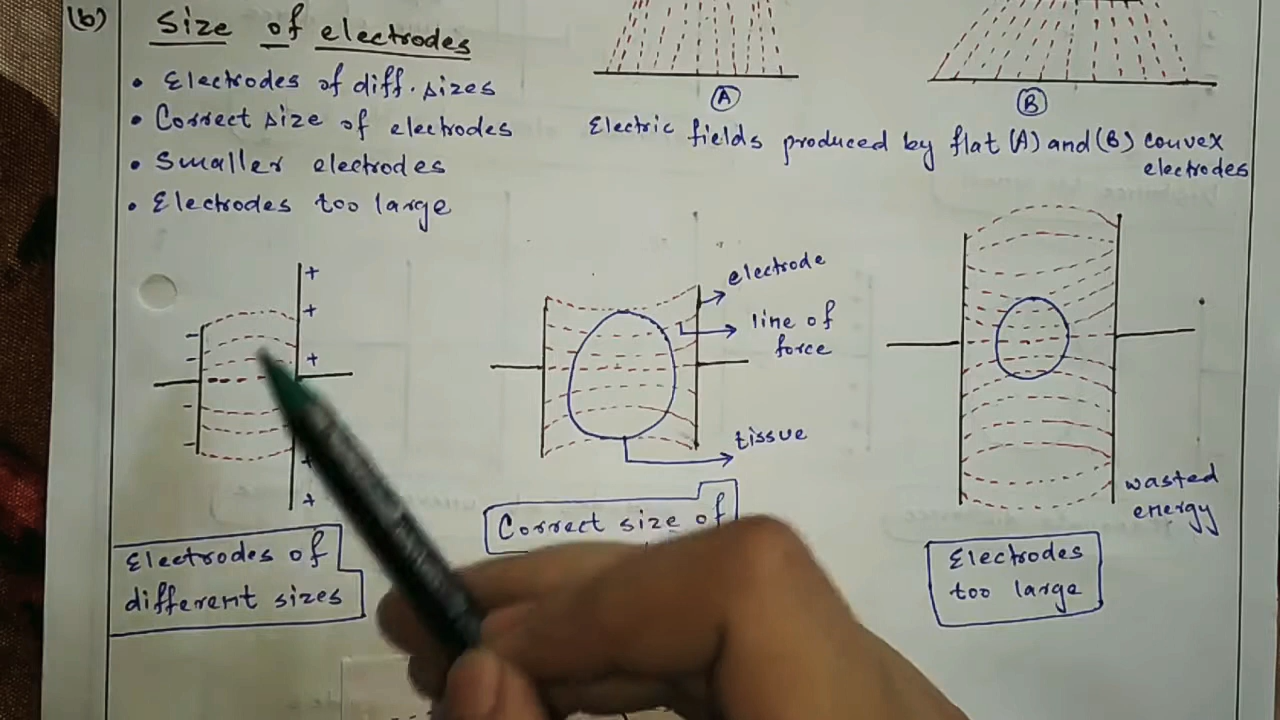 (b) Size of electrodes
• Electrodes of diff. sizes
• Correct size of electrodes
• Smaller electrodes
• Electrodes too large
A
B
Electric fields produced by flat (A) and (B) convex
electrodes
+
+
+
+
+
-
-
-
-
Electrodes of
different sizes
electrode
line of
force
tissue
Correct size of
wasted
energy
Electrodes
too large